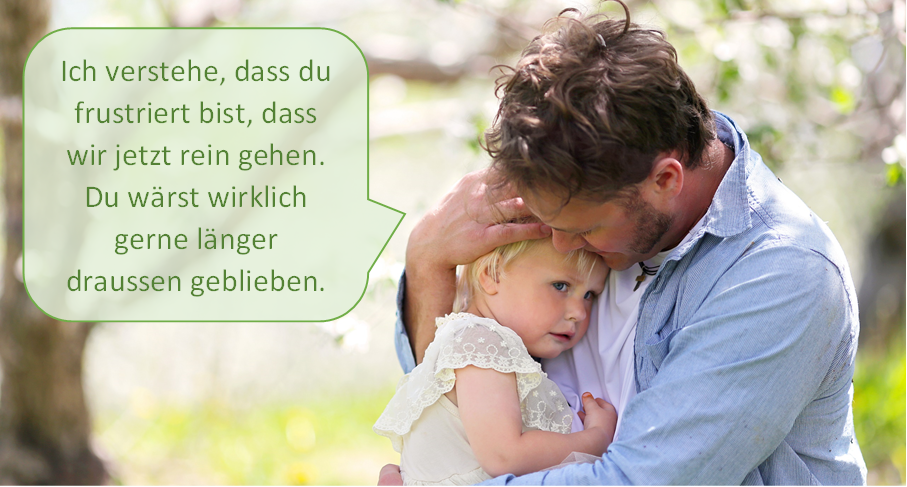 Ich verstehe, dass du
frustriert bist, dass
wir jetzt rein gehen.
Du wärst wirklich
gerne länger
draussen geblieben.